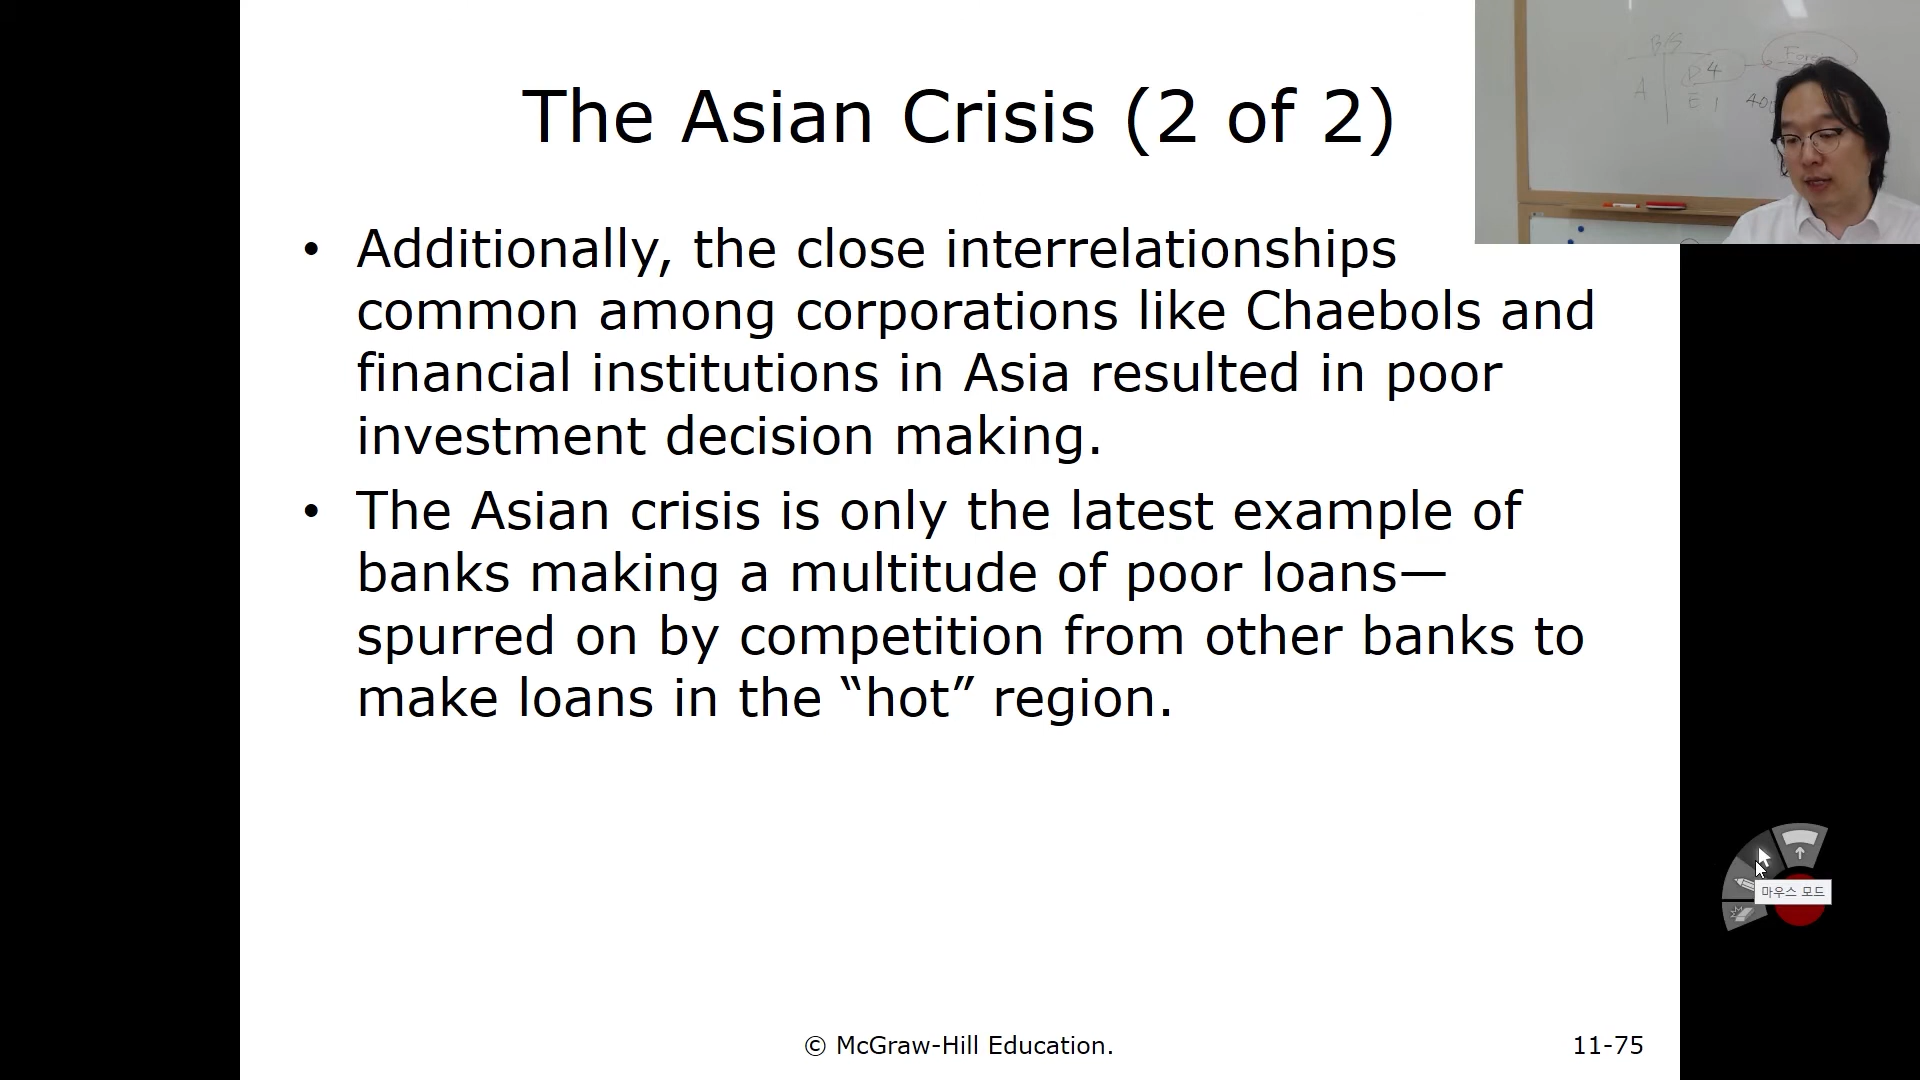 The Asian Crisis (2 of 2)
B/S
A
D 4
E 1
• Additionally, the close interrelationships
common among corporations like Chaebols and
financial institutions in Asia resulted in poor
investment decision making.
• The Asian crisis is only the latest example of
banks making a multitude of poor loans—
spurred on by competition from other banks to
make loans in the “hot” region.
마우스 모드
© McGraw-Hill Education.
11-75